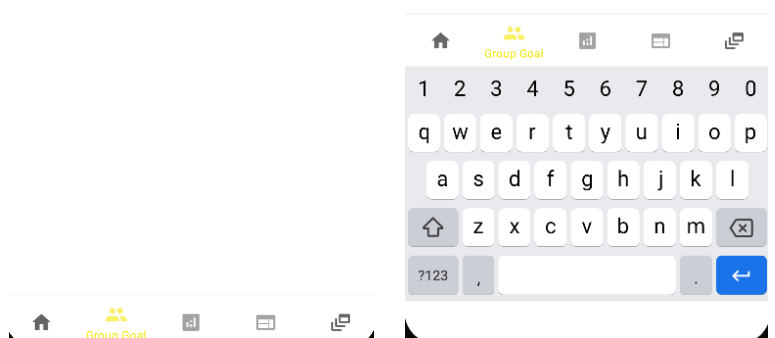 Group Goal
Group Goal
1 2 3 4 5 6 7 8 9 0
q w e r t y u i o p
a s d f g h j k l
z x c v b n m
?123 , .